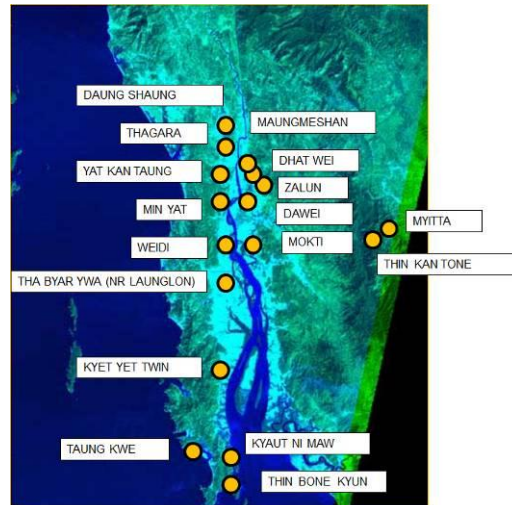 DAUNG SHAUNG
MAUNGMESHAN
THAGARA
DHAT WEI
YAT KAN TAUNG
ZALUN
MIN YAT
DAWEI
MYITTA
WEIDI
MOKTI
THIN KAN TONE
THA BYAR YWA (NR LAUNGLON)
KYET YET TWIN
TAUNG KWE
KYAUT NI MAW
THIN BONE KYUN